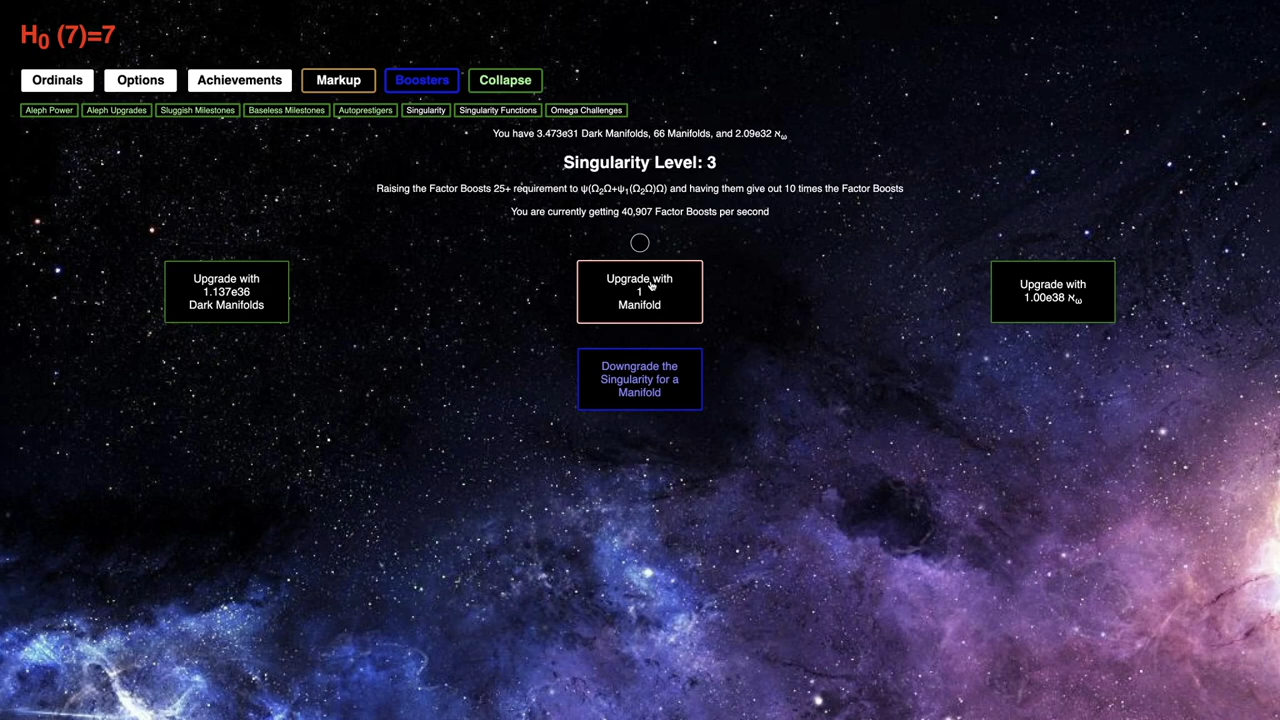 H₀ (7)=7
Ordinals Options Achievements Markup Boosters Collapse
Aleph Power Aleph Upgrades Sluggish Milestones Baseless Milestones Autoprestigers Singularity Singularity Functions Omega Challenges
You have 3.473e31 Dark Manifolds, 66 Manifolds, and 2.09e32 ℵω
Singularity Level: 3
Raising the Factor Boosts 25+ requirement to ψ(Ω₂Ω+ψ₁(Ω₂Ω)Ω) and having them give out 10 times the Factor Boosts
You are currently getting 40,907 Factor Boosts per second
Upgrade with
1.137e36
Dark Manifolds
Upgrade with
1
Manifold
Upgrade with
1.00e38 ℵω
Downgrade the
Singularity for a
Manifold